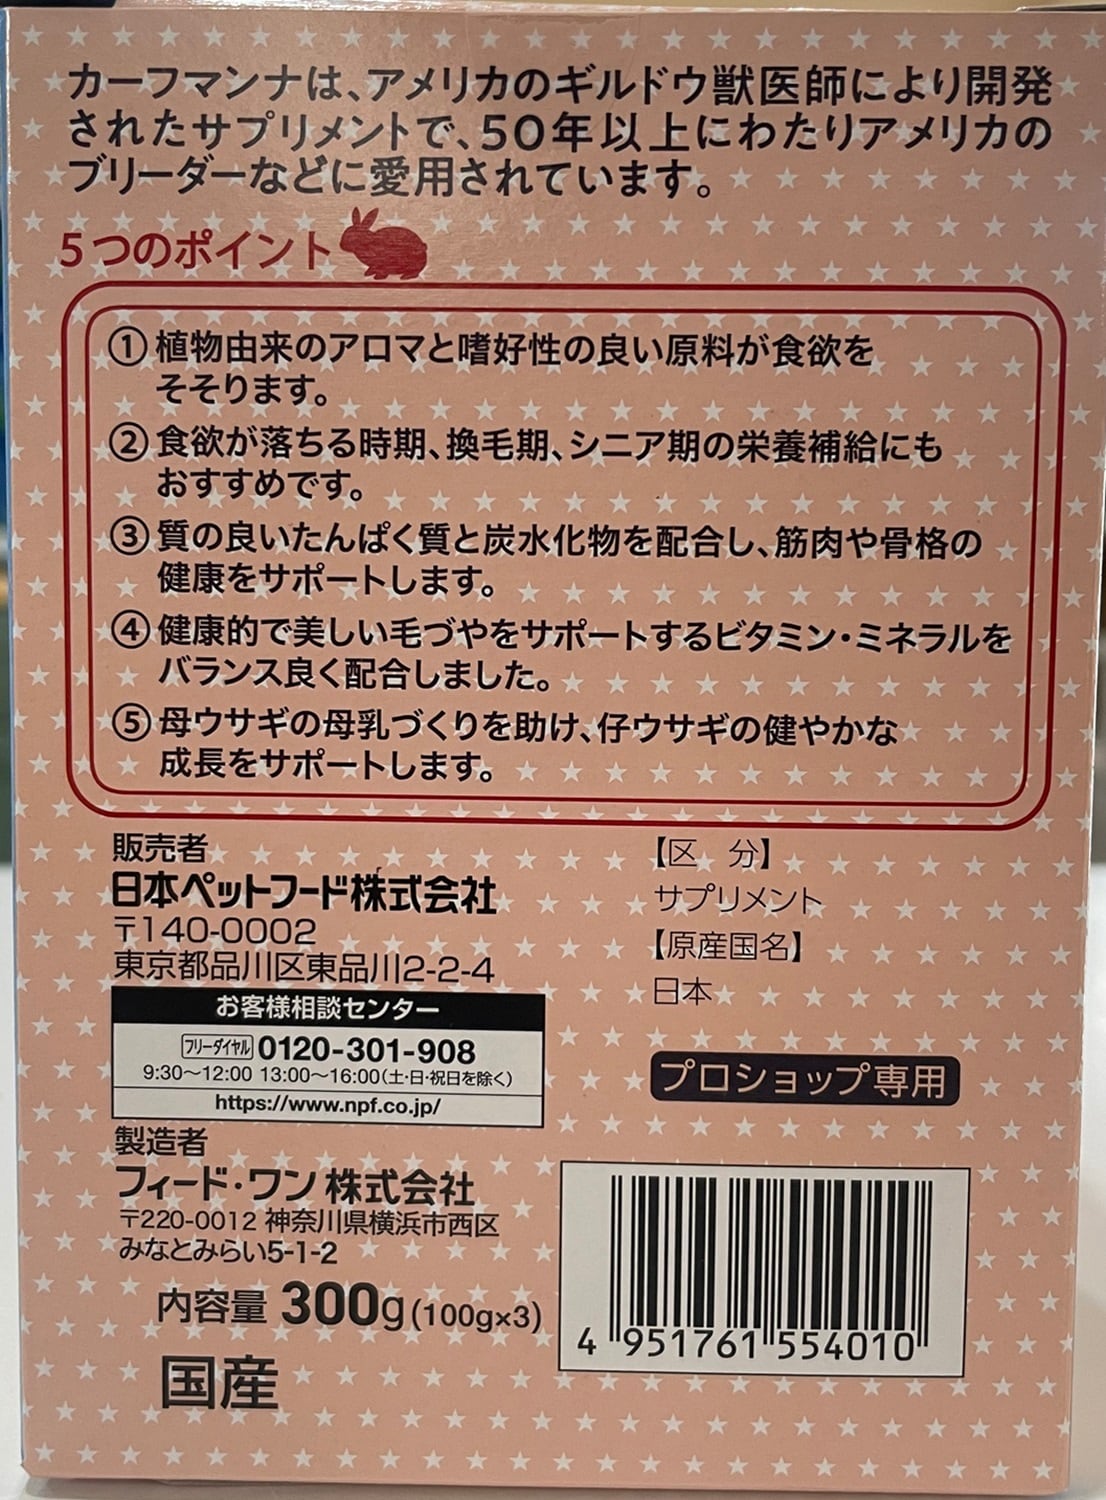 カーフマンナは、アメリカのギルドウ獣医師により開発
されたサプリメントで、50年以上にわたりアメリカの
ブリーダーなどに愛用されています。
5つのポイント
①植物由来のアロマと嗜好性の良い原料が食欲を
そそります。
②食欲が落ちる時期、換毛期、シニア期の栄養補給にも
おすすめです。
③質の良いたんぱく質と炭水化物を配合し、筋肉や骨格の
健康をサポートします。
④健康的で美しい毛づやをサポートするビタミン・ミネラルを
バランス良く配合しました。
⑤母ウサギの母乳づくりを助け、仔ウサギの健やかな
成長をサポートします。
販売者
日本ペットフード株式会社
〒140-0002
東京都品川区東品川2-2-4
お客様相談センター
フリーダイヤル 0120-301-908
9:30〜12:00 13:00〜16:00(土・日・祝日を除く)
https://www.npf.co.jp/
製造者
フィード・ワン株式会社
〒220-0012 神奈川県横浜市西区
みなとみらい5-1-2
内容量 300g(100g×3)
国産
【区 分】
サプリメント
【原産国名】
日本
プロショップ専用
4 951761 554010